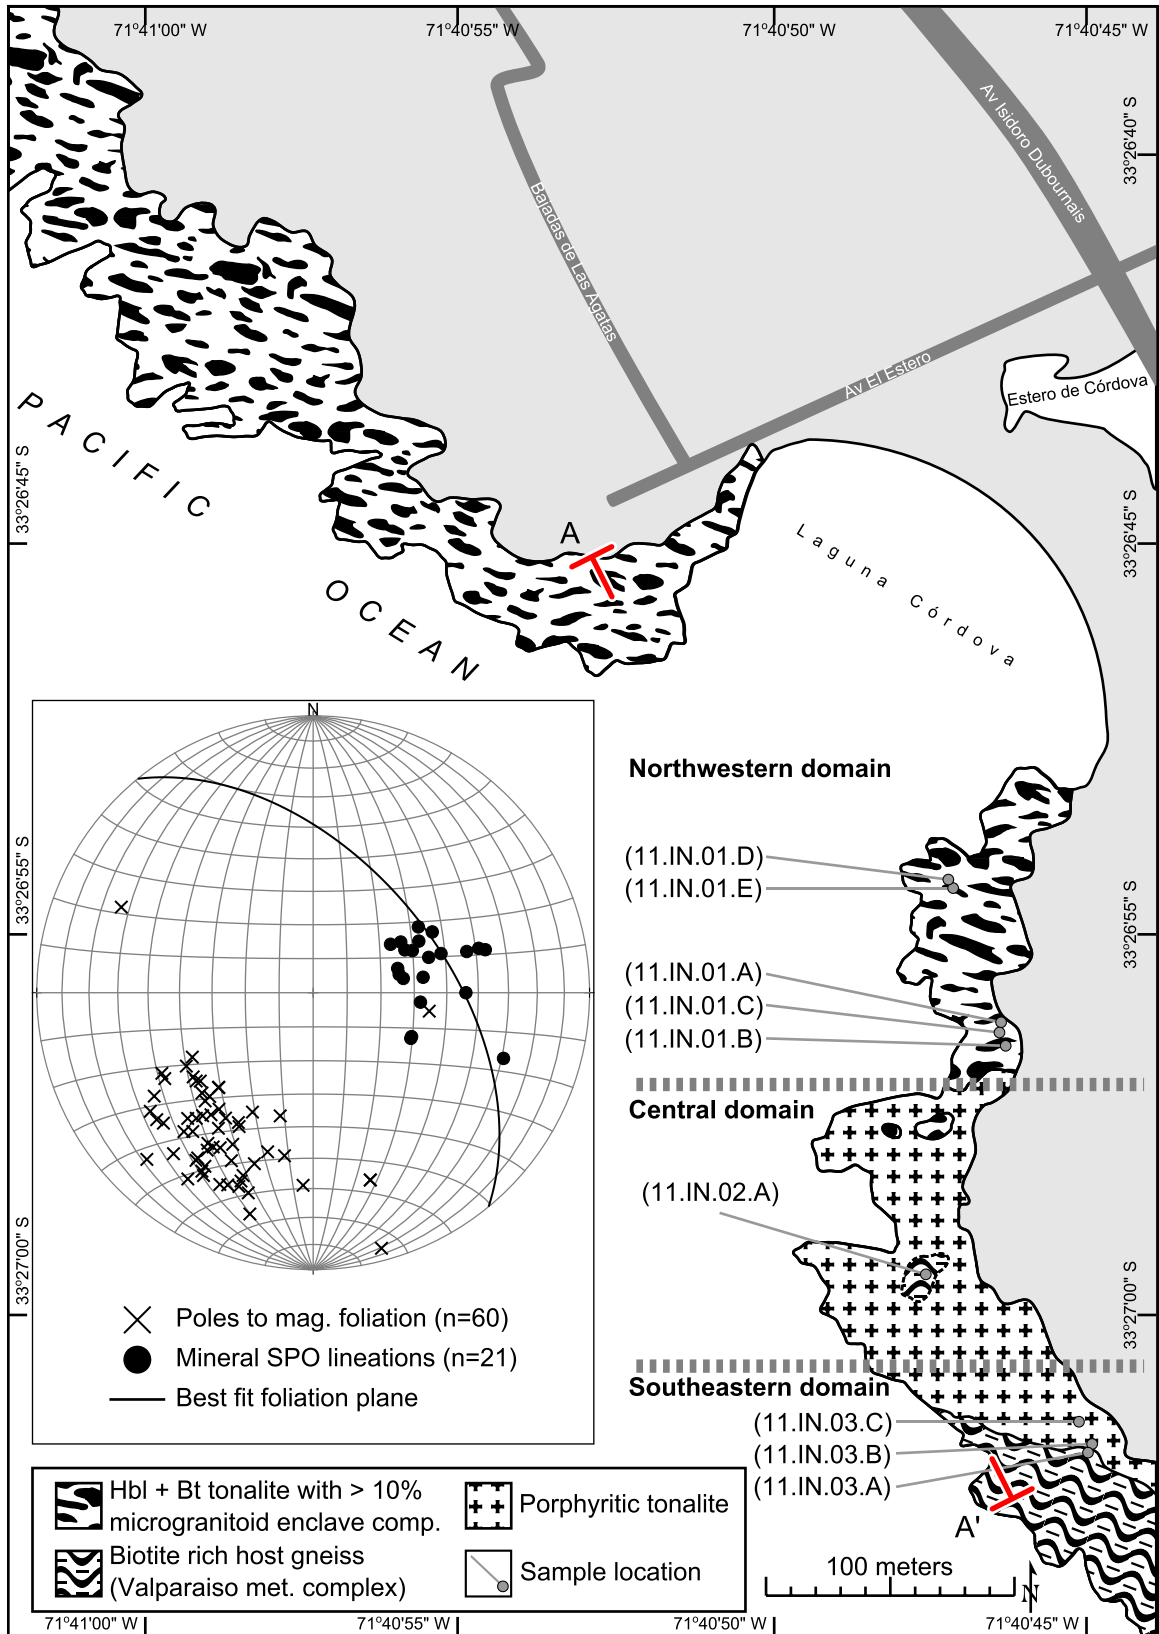 71°41'00" W
71°40'55" W
71°40'50" W
71°40'45" W
33°26'40" S
Av Isidoro Dubournais
Bajadas de Las Agatas
Av El Estero
Estero de Córdova
PACIFIC
OCEAN
33°26'45" S
33°26'45" S
A
Laguna Córdova
N
Northwestern domain
(11.IN.01.D)
(11.IN.01.E)
33°26'55" S
33°26'55" S
(11.IN.01.A)
(11.IN.01.C)
(11.IN.01.B)
Central domain
(11.IN.02.A)
33°27'00" S
33°27'00" S
Poles to mag. foliation (n=60)
Mineral SPO lineations (n=21)
Best fit foliation plane
Southeastern domain
(11.IN.03.C)
(11.IN.03.B)
(11.IN.03.A)
A'
Hbl + Bt tonalite with > 10%
microgranitoid enclave comp.
Biotite rich host gneiss
(Valparaiso met. complex)
Porphyritic tonalite
Sample location
100 meters
N
71°41'00" W
71°40'55" W
71°40'50" W
71°40'45" W